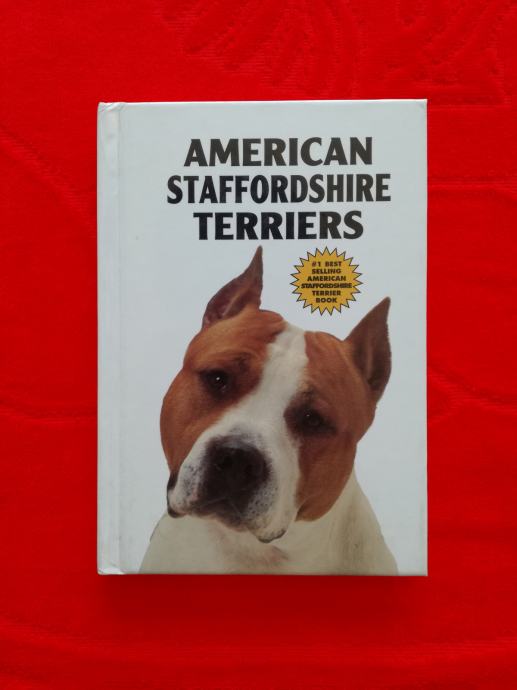 AMERICAN
STAFFORDSHIRE
TERRIERS
#1 BEST
SELLING
AMERICAN
STAFFORDSHIRE
TERRIER
BOOK